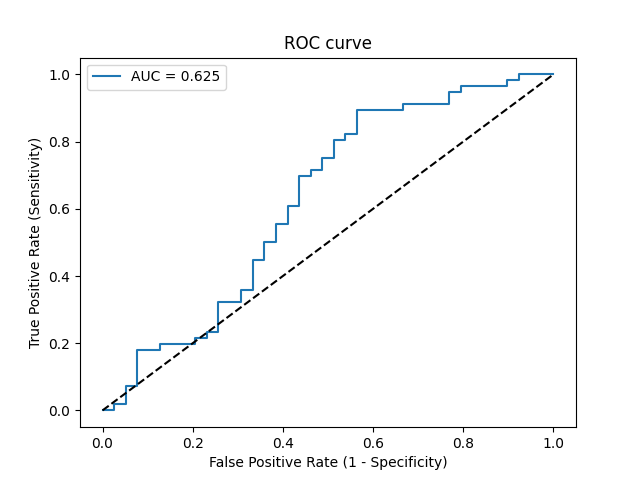 ROC curve
AUC = 0.625
True Positive Rate (Sensitivity)
1.0
0.8
0.6
0.4
0.2
0.0
0.0 0.2 0.4 0.6 0.8 1.0
False Positive Rate (1 - Specificity)